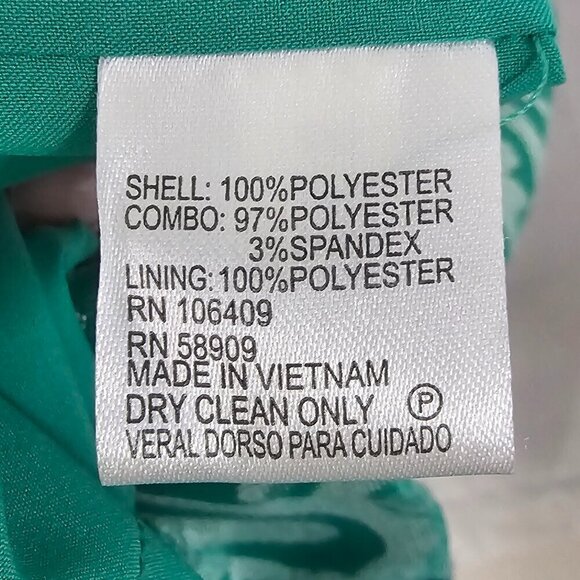 SHELL: 100%POLYESTER
COMBO: 97%POLYESTER
3%SPANDEX
LINING:100%POLYESTER
RN 106409
RN 58909
MADE IN VIETNAM
DRY CLEAN ONLY Ⓟ
VERAL DORSO PARA CUIDADO